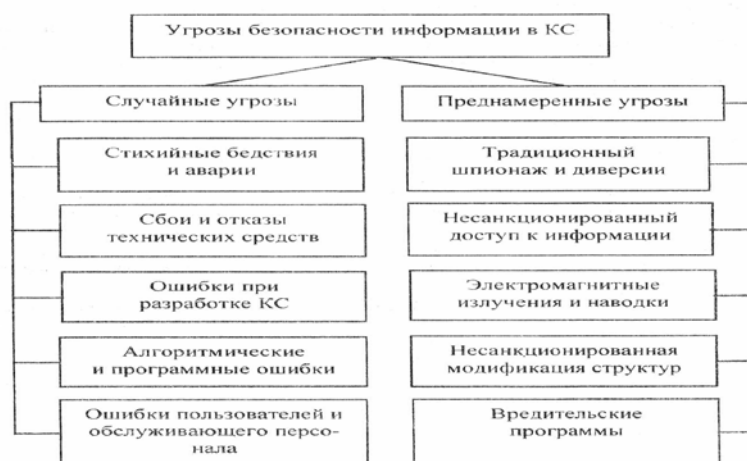 Угрозы безопасности информации в КС
Случайные угрозы
Преднамеренные угрозы
Стихийные бедствия
и аварии
Традиционный
шпионаж и диверсии
Сбои и отказы
технических средств
Несанкционированный
доступ к информации
Ошибки при
разработке КС
Электромагнитные
излучения и наводки
Алгоритмические
и программные ошибки
Несанкционированная
модификация структур
Ошибки пользователей и
обслуживающего персо-
нала
Вредительские
программы